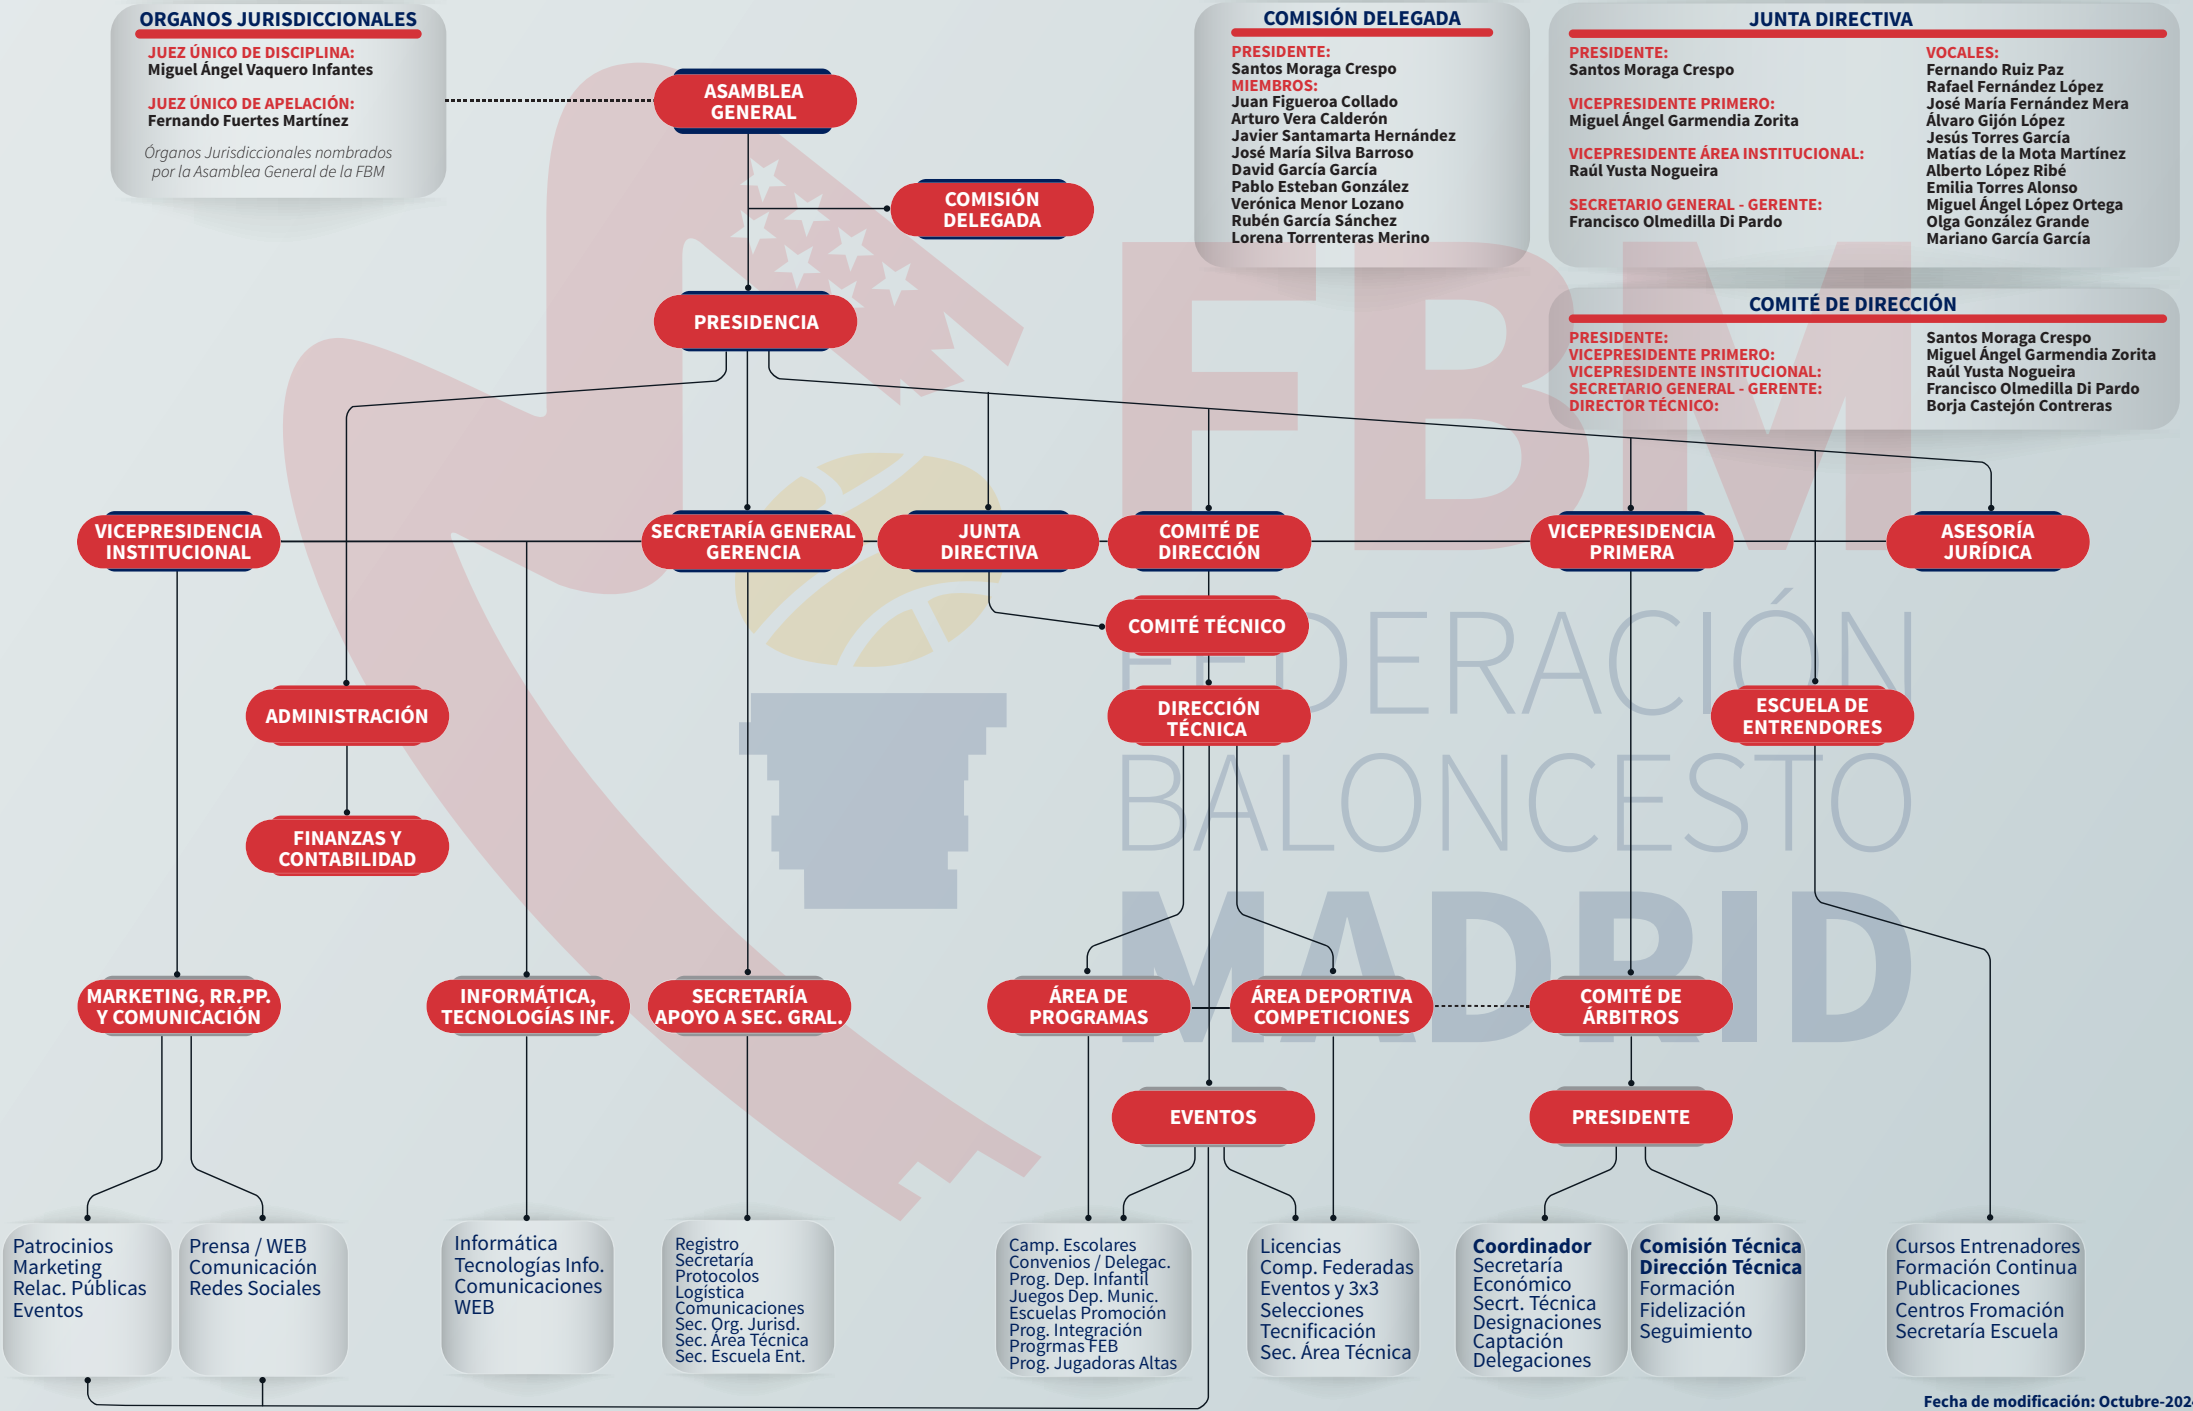 ORGANOS JURISDICCIONALES
JUEZ ÚNICO DE DISCIPLINA:
Miguel Ángel Vaquero Infantes
JUEZ ÚNICO DE APELACIÓN:
Fernando Fuertes Martínez
Órganos Jurisdiccionales nombrados
por la Asamblea General de la FBM
ASAMBLEA
GENERAL
COMISIÓN
DELEGADA
PRESIDENCIA
COMISIÓN DELEGADA
PRESIDENTE:
Santos Moraga Crespo
MIEMBROS:
Juan Figueroa Collado
Arturo Vera Calderón
Javier Santamarta Hernández
José María Silva Barroso
David García García
Pablo Esteban González
Verónica Menor Lozano
Rubén García Sánchez
Lorena Torrenteras Merino
JUNTA DIRECTIVA
PRESIDENTE:
Santos Moraga Crespo
VICEPRESIDENTE PRIMERO:
Miguel Ángel Garmendia Zorita
VICEPRESIDENTE ÁREA INSTITUCIONAL:
Raúl Yusta Nogueira
SECRETARIO GENERAL - GERENTE:
Francisco Olmedilla Di Pardo
VOCALES:
Fernando Ruiz Paz
Rafael Fernández López
José María Fernández Mera
Álvaro Gijón López
Jesús Torres García
Matías de la Mota Martínez
Alberto López Ribé
Emilia Torres Alonso
Miguel Ángel López Ortega
Olga González Grande
Mariano García García
COMITÉ DE DIRECCIÓN
PRESIDENTE: Santos Moraga Crespo
VICEPRESIDENTE PRIMERO: Miguel Ángel Garmendia Zorita
VICEPRESIDENTE INSTITUCIONAL: Raúl Yusta Nogueira
SECRETARIO GENERAL - GERENTE: Francisco Olmedilla Di Pardo
DIRECTOR TÉCNICO: Borja Castejón Contreras
FBM
FEDERACIÓN
BALONCESTO
MADRID
VICEPRESIDENCIA
INSTITUCIONAL
SECRETARÍA GENERAL
GERENCIA
JUNTA
DIRECTIVA
COMITÉ DE
DIRECCIÓN
VICEPRESIDENCIA
PRIMERA
ASESORÍA
JURÍDICA
COMITÉ TÉCNICO
ADMINISTRACIÓN
DIRECCIÓN
TÉCNICA
ESCUELA DE
ENTRENDORES
FINANZAS Y
CONTABILIDAD
MARKETING, RR.PP.
Y COMUNICACIÓN
INFORMÁTICA,
TECNOLOGÍAS INF.
SECRETARÍA
APOYO A SEC. GRAL.
ÁREA DE
PROGRAMAS
ÁREA DEPORTIVA
COMPETICIONES
COMITÉ DE
ÁRBITROS
EVENTOS
PRESIDENTE
Patrocinios
Marketing
Relac. Públicas
Eventos
Prensa / WEB
Comunicación
Redes Sociales
Informática
Tecnologías Info.
Comunicaciones
WEB
Registro
Secretaría
Protocolos
Logística
Comunicaciones
Sec. Org. Jurisd.
Sec. Área Técnica
Sec. Escuela Ent.
Camp. Escolares
Convenios / Delegac.
Prog. Dep. Infantil
Juegos Dep. Munic.
Escuelas Promoción
Prog. Integración
Progrmas FEB
Prog. Jugadoras Altas
Licencias
Comp. Federadas
Eventos y 3x3
Selecciones
Tecnificación
Sec. Área Técnica
Coordinador
Secretaría
Económico
Secrt. Técnica
Designaciones
Captación
Delegaciones
Comisión Técnica
Dirección Técnica
Formación
Fidelización
Seguimiento
Cursos Entrenadores
Formación Continua
Publicaciones
Centros Fromación
Secretaría Escuela
Fecha de modificación: Octubre-202